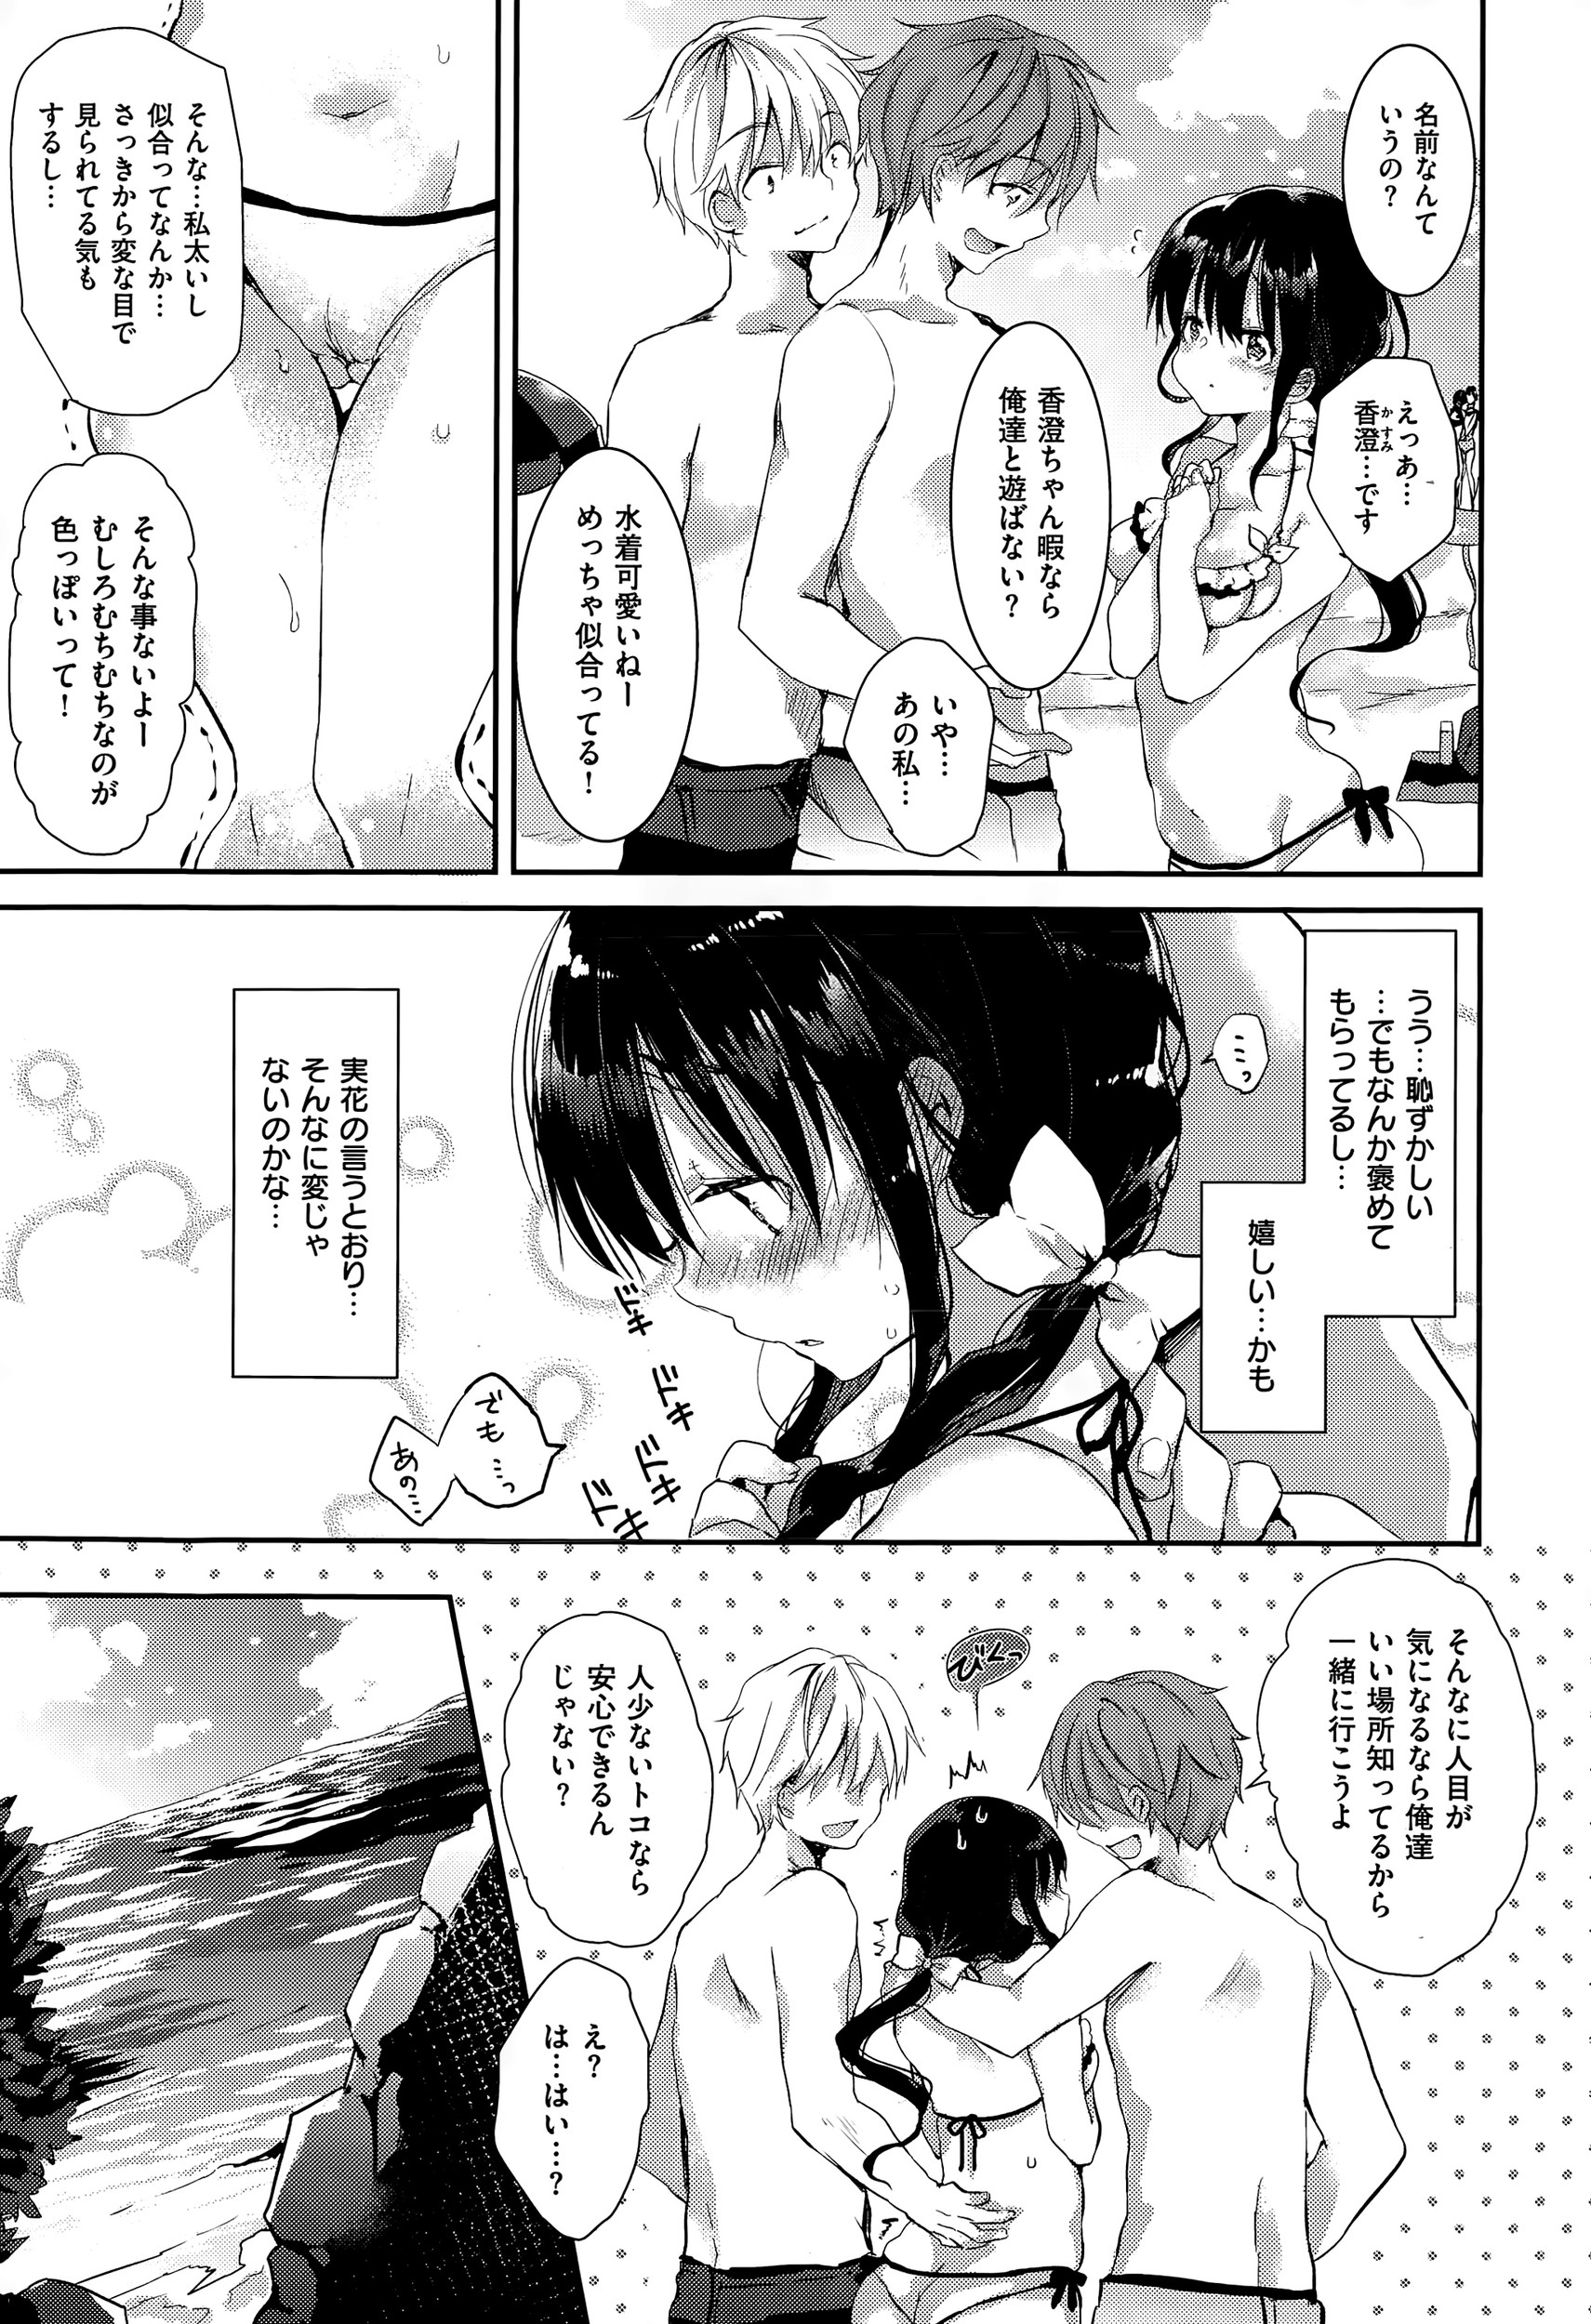 名前なんて
いうの？
えっあ…
香澄…です
かすみ
香澄ちゃん暇なら
俺達と遊ばない？
いや…
あの私…
水着可愛いねー
めっちゃ似合ってる！
そんな…私太いし
似合ってなんか…
さっきから変な目で
見られてる気も
するし…
そんな事ないよー
むしろむちむちなのが
色っぽいって！
うう…恥ずかしい
…でもなんか褒めて
もらってるし…
嬉しい…かも
ドキ
ドキ
ドキドキ
ドキ
でも…っ
あの…
実花の言うとおり…
そんなに変じゃ
ないのかな…
そんなに人目が
気になるなら俺達
いい場所知ってるから
一緒に行こうよ
びくっ
人少ないトコなら
安心できるん
じゃない？
え？
は…はい…？